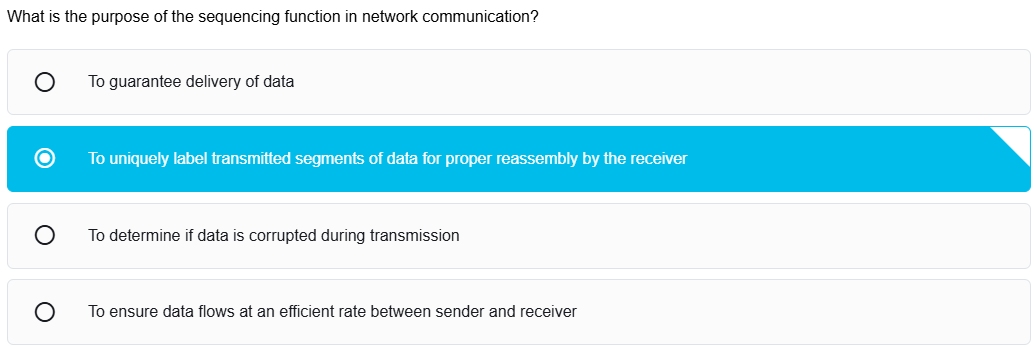 What is the purpose of the sequencing function in network communication?
To guarantee delivery of data
To uniquely label transmitted segments of data for proper reassembly by the receiver
To determine if data is corrupted during transmission
To ensure data flows at an efficient rate between sender and receiver